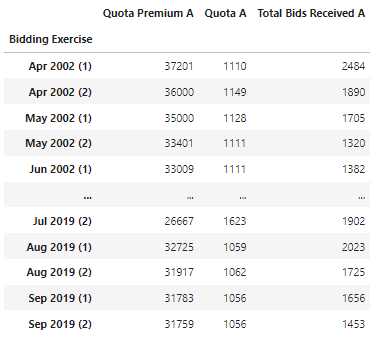 Quota Premium A Quota A Total Bids Received A
Bidding Exercise
Apr 2002 (1) 37201 1110 2484
Apr 2002 (2) 36000 1149 1890
May 2002 (1) 35000 1128 1705
May 2002 (2) 33401 1111 1320
Jun 2002 (1) 33009 1111 1382
... ... ... ...
Jul 2019 (2) 26667 1623 1902
Aug 2019 (1) 32725 1059 2023
Aug 2019 (2) 31917 1062 1725
Sep 2019 (1) 31783 1056 1656
Sep 2019 (2) 31759 1056 1453